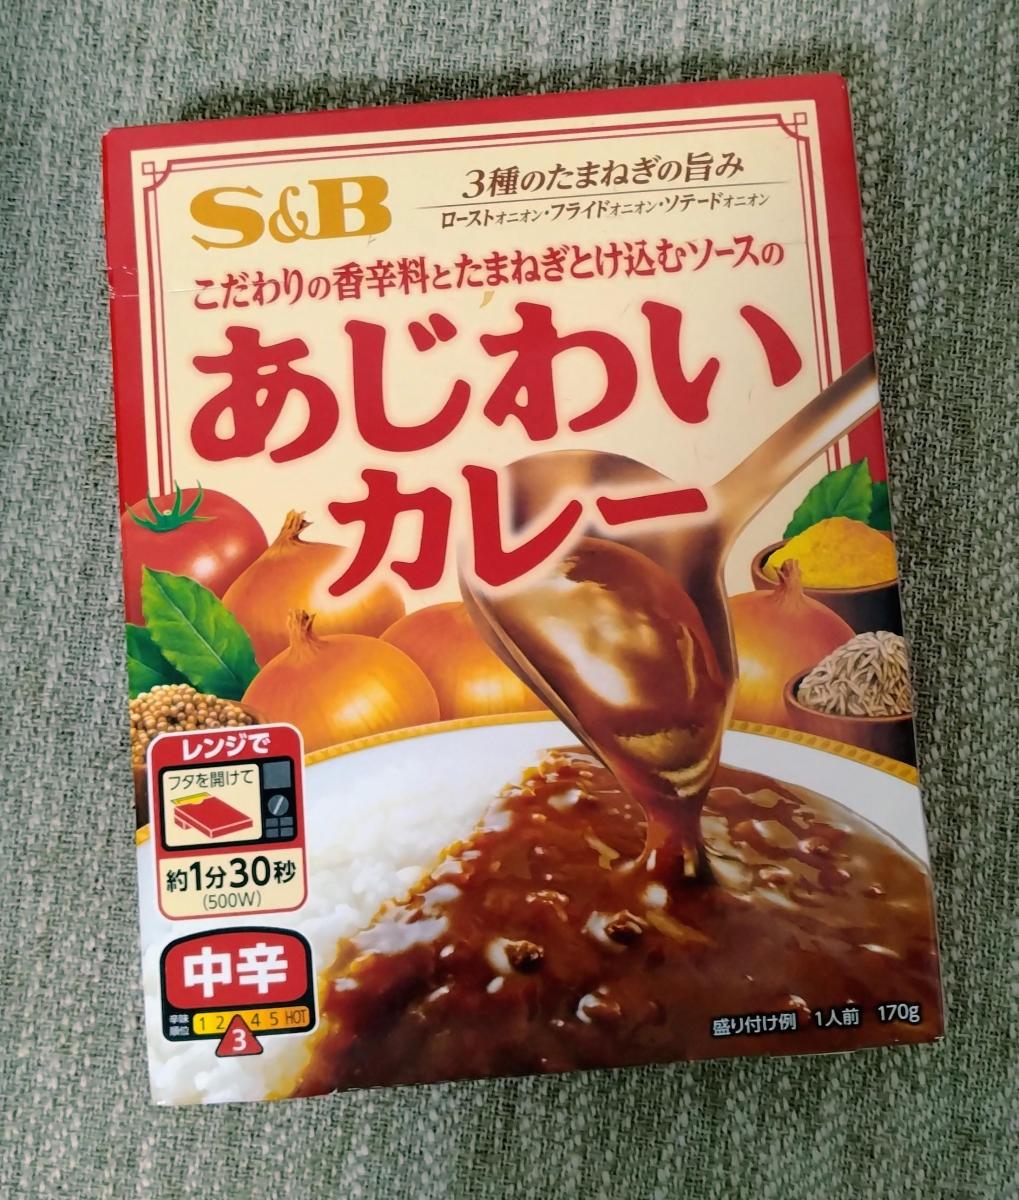 S&B
3種のたまねぎの旨み
ローストオニオン・フライドオニオン・ソテードオニオン
こだわりの香辛料とたまねぎとけ込むソースの
あじわい
カレー
レンジで
フタを開けて
約1分30秒
(500W)
中辛
辛味順位 1 2 3 4 5 HOT
盛り付け例 1人前 170g